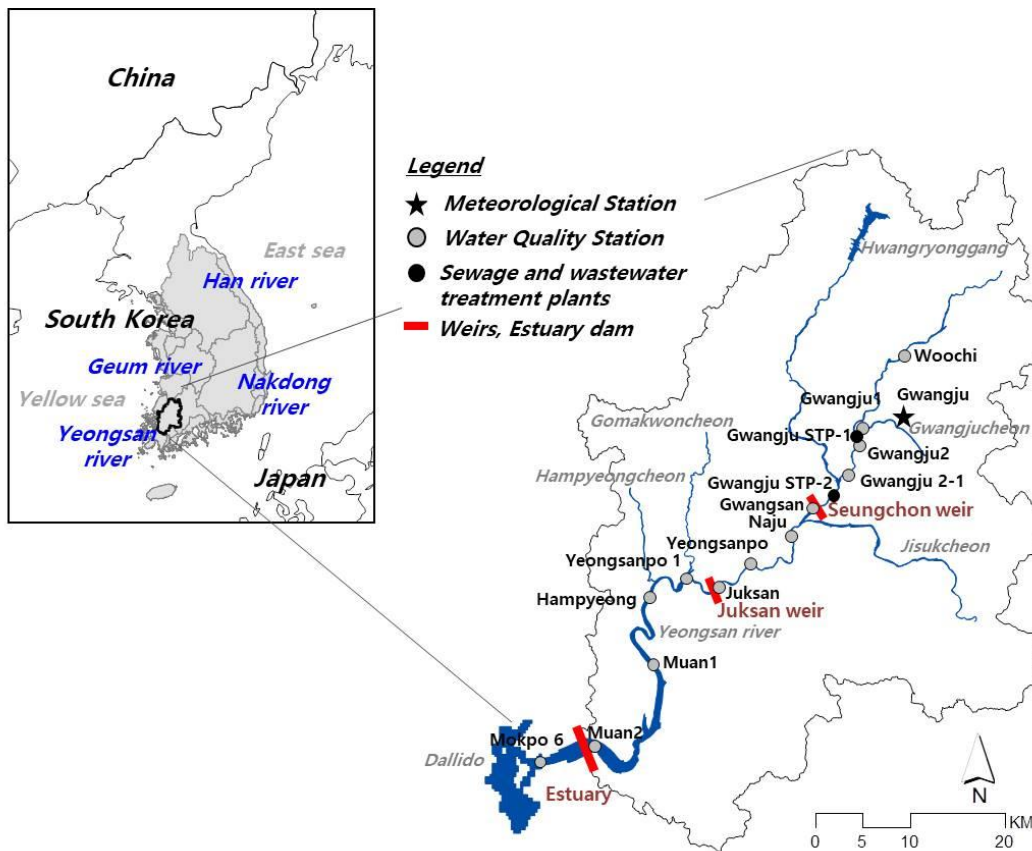 China
East sea
Han river
South Korea
Geum river
Yellow sea
Nakdong
river
Yeongsan
river
Japan
Legend
Meteorological Station
Water Quality Station
Sewage and wastewater
treatment plants
Weirs, Estuary dam
Hwangryonggang
Woochi
Gwangju1
Gwangju
Gomakwoncheon
Gwangju STP-1
Gwangjucheon
Gwangju2
Hampyeongcheon
Gwangju STP-2
Gwangju 2-1
Gwangsan
Seungchon weir
Naju
Yeongsanpo
Jisukcheon
Yeongsanpo 1
Hampyeong
Juksan
Juksan weir
Yeongsan river
Muan1
Mokpo 6
Muan2
Dallido
Estuary
N
KM
0 5 10 20